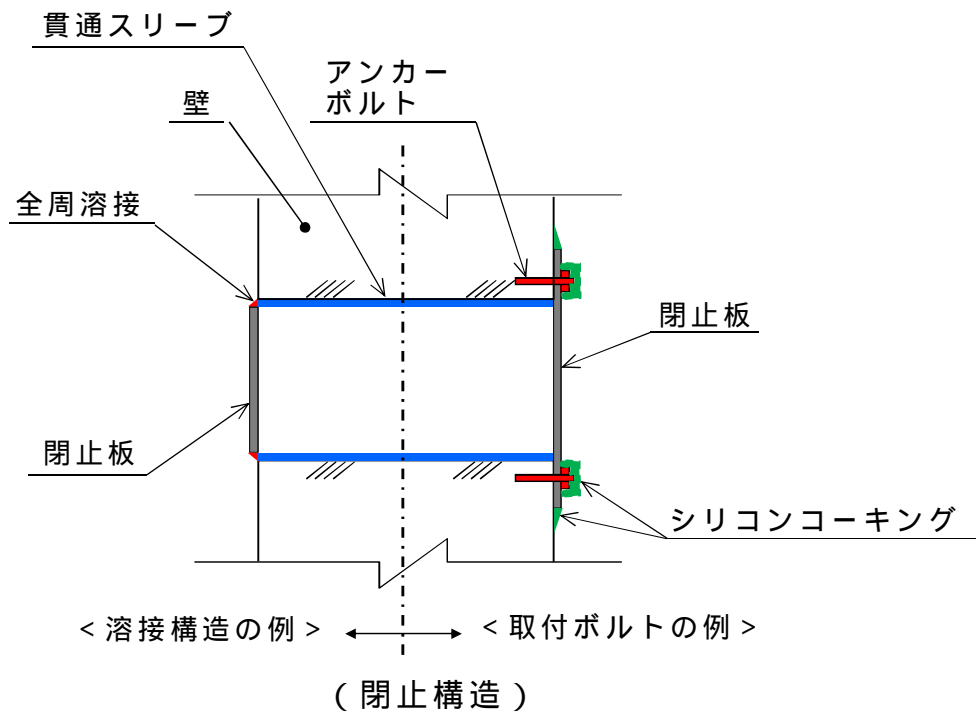 貫通スリーブ
アンカー
ボルト
壁
全周溶接
閉止板
閉止板
シリコンコーキング
<溶接構造の例>
<取付ボルトの例>
(閉止構造)